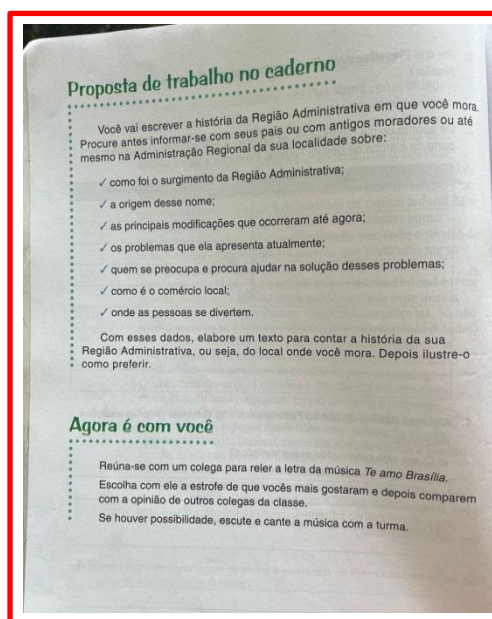 Proposta de trabalho no caderno
Você vai escrever a história da Região Administrativa em que você mora.
Procure antes informar-se com seus pais ou com antigos moradores ou até
mesmo na Administração Regional da sua localidade sobre:
✓ como foi o surgimento da Região Administrativa;
✓ a origem desse nome;
✓ as principais modificações que ocorreram até agora;
✓ os problemas que ela apresenta atualmente;
✓ quem se preocupa e procura ajudar na solução desses problemas;
✓ como é o comércio local;
✓ onde as pessoas se divertem.
Com esses dados, elabore um texto para contar a história da sua
Região Administrativa, ou seja, do local onde você mora. Depois ilustre-o
como preferir.
Agora é com você
Reúna-se com um colega para reler a letra da música Te amo Brasília.
Escolha com ele a estrofe de que vocês mais gostaram e depois comparem
com a opinião de outros colegas da classe.
Se houver possibilidade, escute e cante a música com a turma.